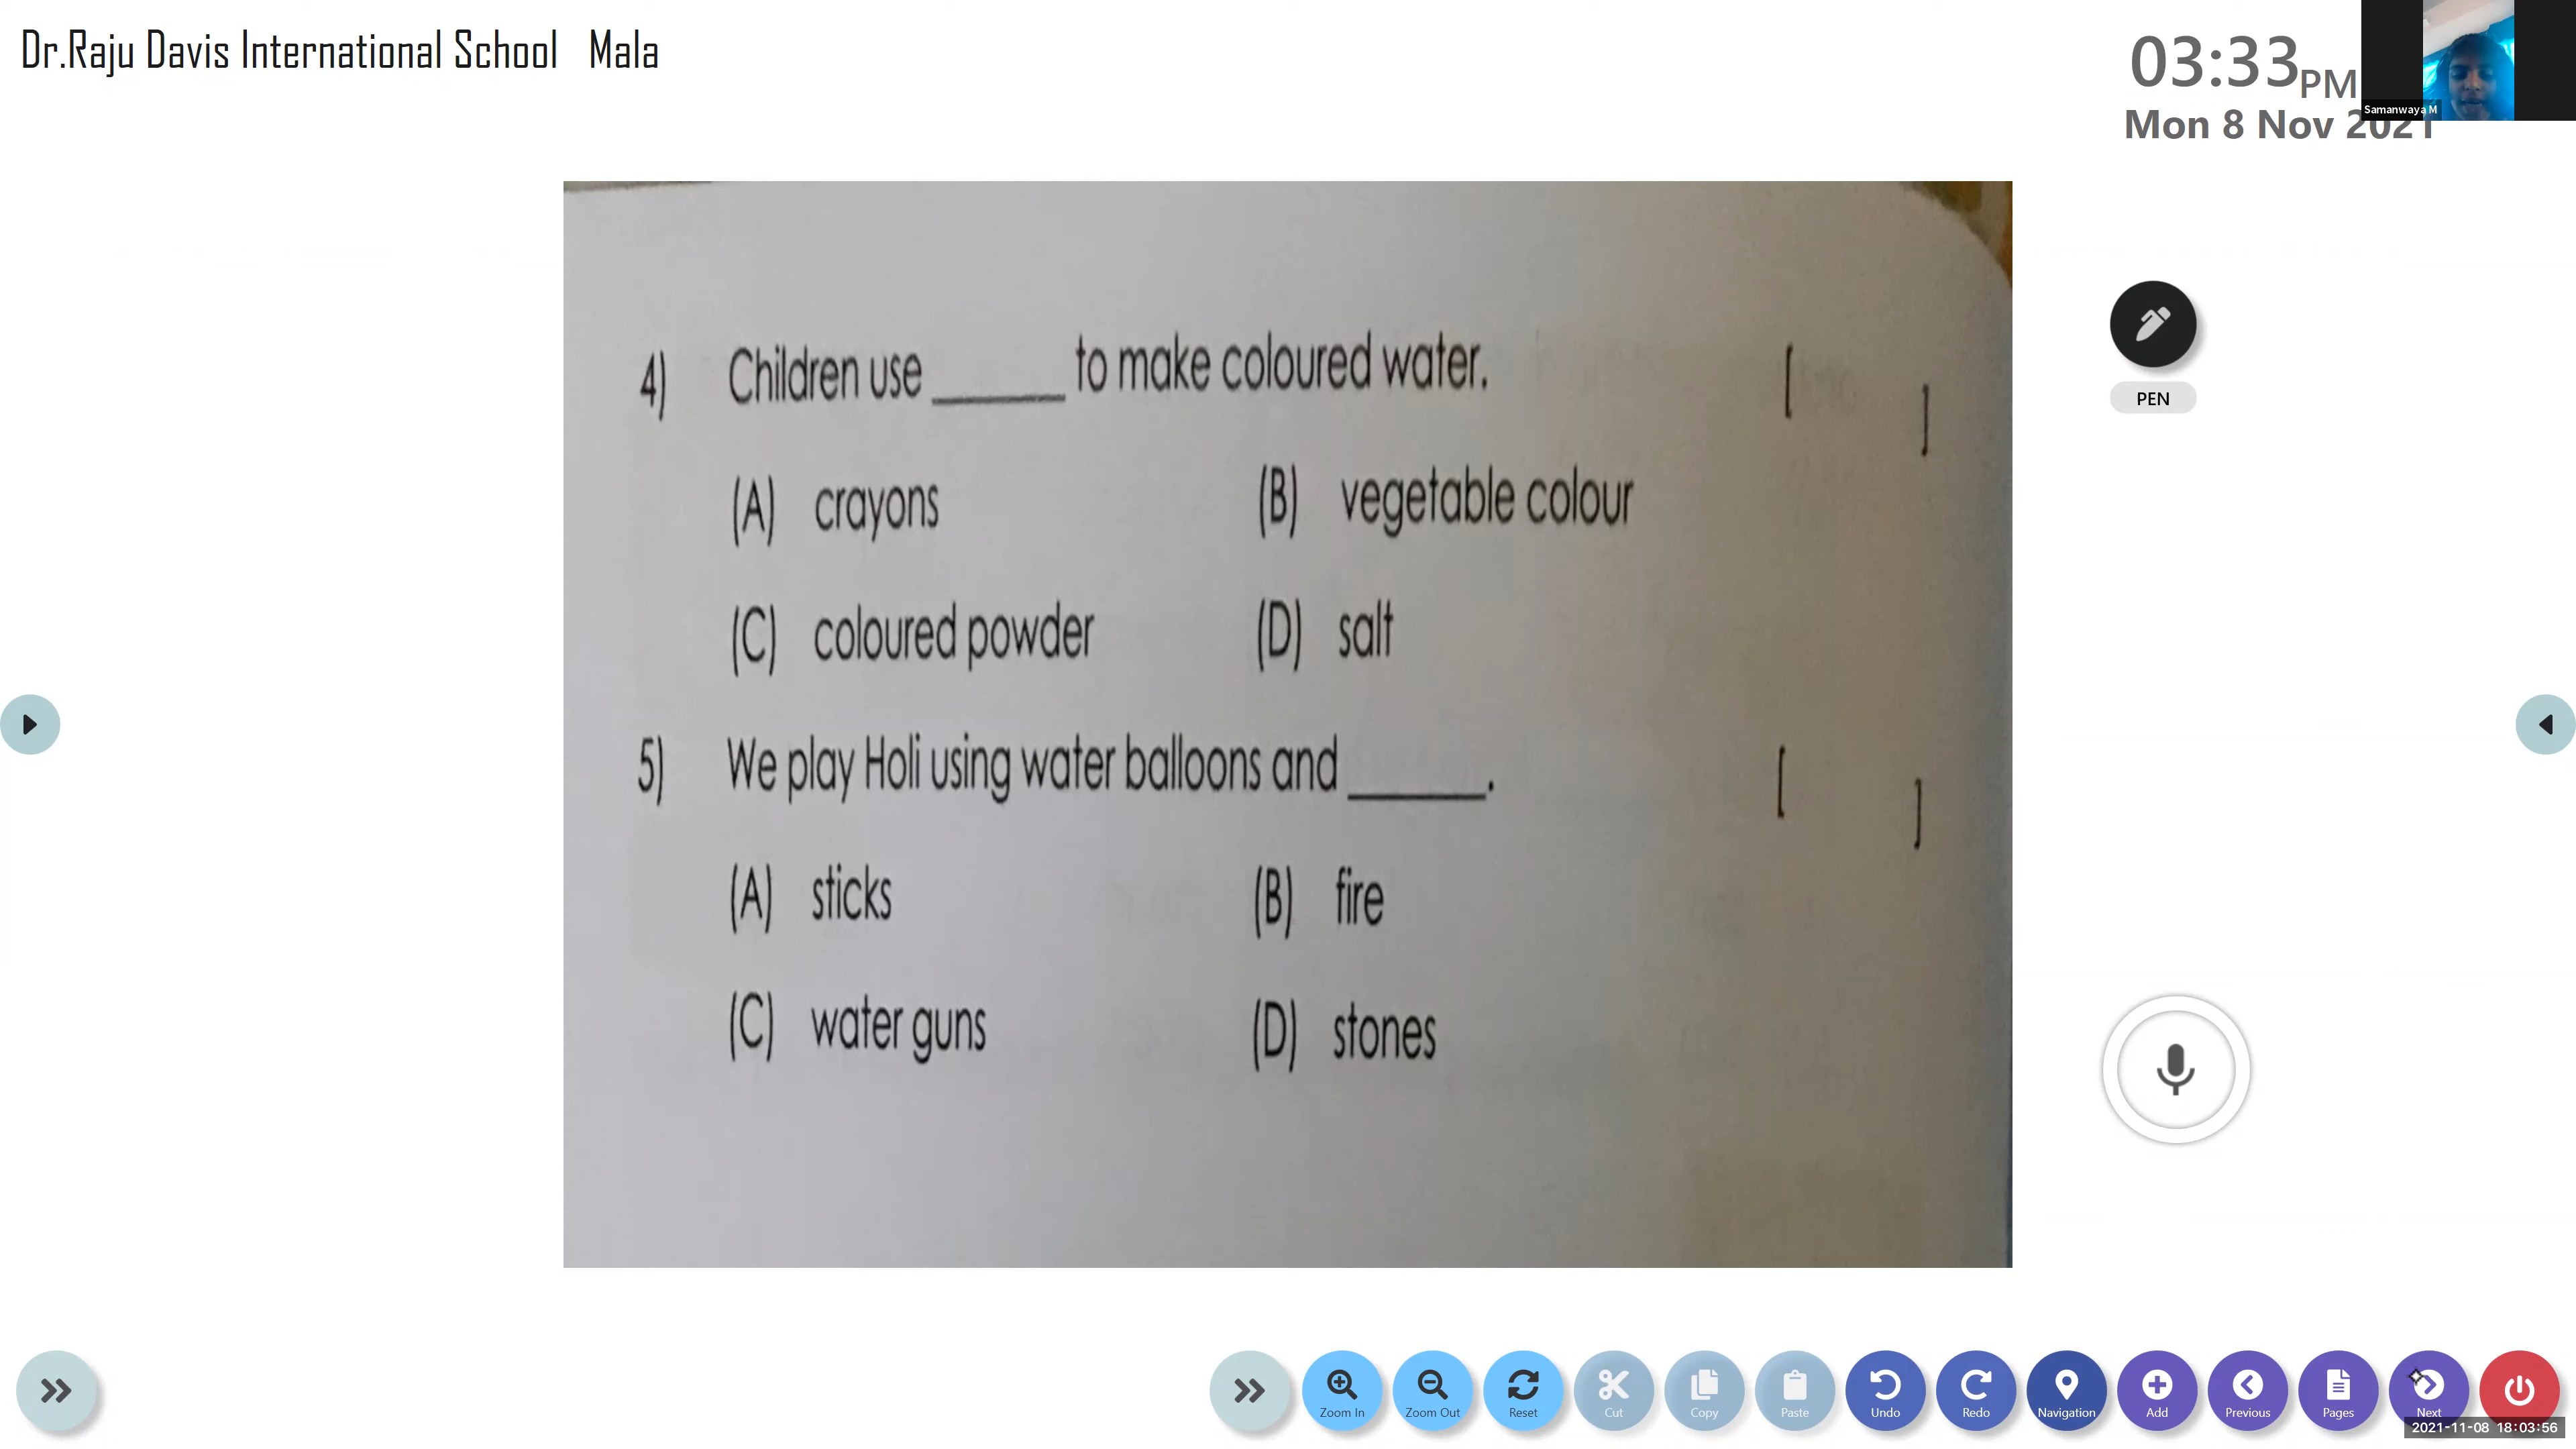 Dr.Raju Davis International School Mala
03:33PM
Mon 8 Nov 2021
Samanwaya M
4) Children use ______ to make coloured water. [ ]
(A) crayons (B) vegetable colour
(C) coloured powder (D) salt
5) We play Holi using water balloons and ______. [ ]
(A) sticks (B) fire
(C) water guns (D) stones
PEN
Zoom In Zoom Out Reset Cut Copy Paste Undo Redo Navigation Add Previous Pages Next
2021-11-08 18:03:56